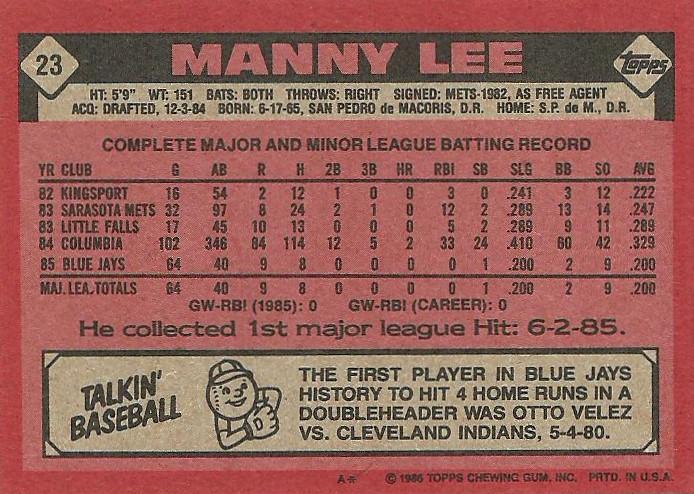 23 MANNY LEE topps
HT: 5'9" WT: 151 BATS: BOTH THROWS: RIGHT SIGNED: METS-1982, AS FREE AGENT
ACQ: DRAFTED, 12-3-84 BORN: 6-17-65, SAN PEDRO de MACORIS, D.R. HOME: S.P. de M., D.R.
COMPLETE MAJOR AND MINOR LEAGUE BATTING RECORD
YR CLUB G AB R H 2B 3B HR RBI SB SLG BB SO AVG
82 KINGSPORT 16 54 2 12 1 0 0 3 0 .241 3 12 .222
83 SARASOTA METS 32 97 8 24 2 1 0 12 2 .289 13 14 .247
83 LITTLE FALLS 17 45 10 13 0 0 0 5 2 .289 9 11 .289
84 COLUMBIA 102 346 84 114 12 5 2 33 24 .410 60 42 .329
85 BLUE JAYS 64 40 9 8 0 0 0 0 1 .200 2 9 .200
MAJ. LEA. TOTALS 64 40 9 8 0 0 0 0 1 .200 2 9 .200
GW-RBI (1985): 0 GW-RBI (CAREER): 0
He collected 1st major league Hit: 6-2-85.
TALKIN'
BASEBALL
THE FIRST PLAYER IN BLUE JAYS
HISTORY TO HIT 4 HOME RUNS IN A
DOUBLEHEADER WAS OTTO VELEZ
VS. CLEVELAND INDIANS, 5-4-80.
A* © 1986 TOPPS CHEWING GUM, INC. PRTD. IN U.S.A.